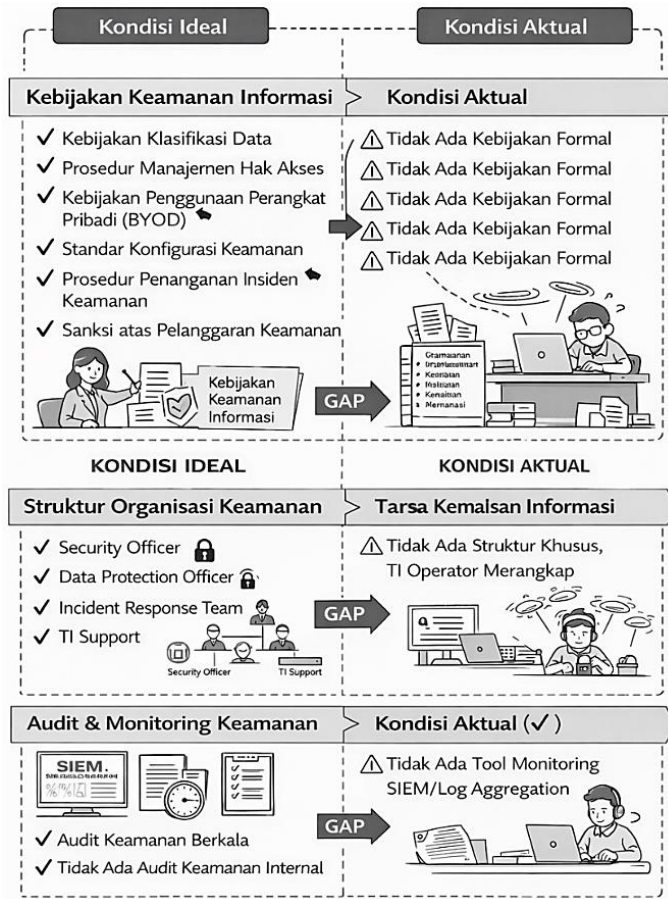 Kondisi Ideal
Kondisi Aktual
Kebijakan Keamanan Informasi
Kondisi Aktual
✓ Kebijakan Klasifikasi Data
✓ Prosedur Manajernen Hak Akses
✓ Kebijakan Penggunaan Perangkat
Pribadi (BYOD)
✓ Standar Konfigurasi Keamanan
✓ Prosedur Penanganan Insiden
Keamanan
✓ Sanksi atas Pelanggaran Keamanan
Tidak Ada Kebijakan Formal
Tidak Ada Kebijakan Formal
Tidak Ada Kebijakan Formal
Tidak Ada Kebijakan Formal
Tidak Ada Kebijakan Formal
Kebijakan
Keamanan
Informasi
GAP
KONDISI IDEAL
KONDISI AKTUAL
Struktur Organisasi Keamanan
Tarsa Kemalsan Informasi
✓ Security Officer
✓ Data Protection Officer
✓ Incident Response Team
✓ TI Support
Security Officer
TI Support
GAP
Tidak Ada Struktur Khusus,
TI Operator Merangkap
Audit & Monitoring Keamanan
Kondisi Aktual (✓)
SIEM.
✓ Audit Keamanan Berkala
✓ Tidak Ada Audit Keamanan Internal
GAP
Tidak Ada Tool Monitoring
SIEM/Log Aggregation